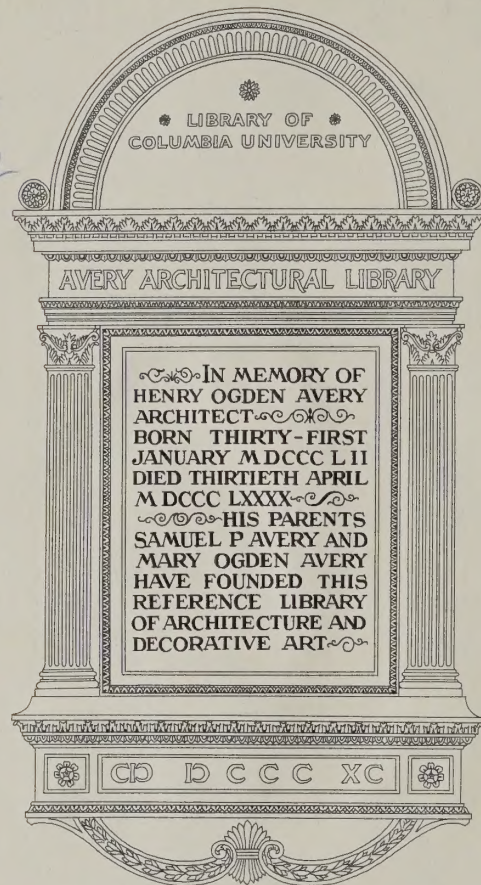 LIBRARY OF
COLUMBIA UNIVERSITY
AVERY ARCHITECTURAL LIBRARY
IN MEMORY OF
HENRY OGDEN AVERY
ARCHITECT
BORN THIRTY-FIRST
JANUARY M DCCC L II
DIED THIRTIETH APRIL
M DCCC LXXXX
HIS PARENTS
SAMUEL P AVERY AND
MARY OGDEN AVERY
HAVE FOUNDED THIS
REFERENCE LIBRARY
OF ARCHITECTURE AND
DECORATIVE ART
CIↃ IↃ C C C XC